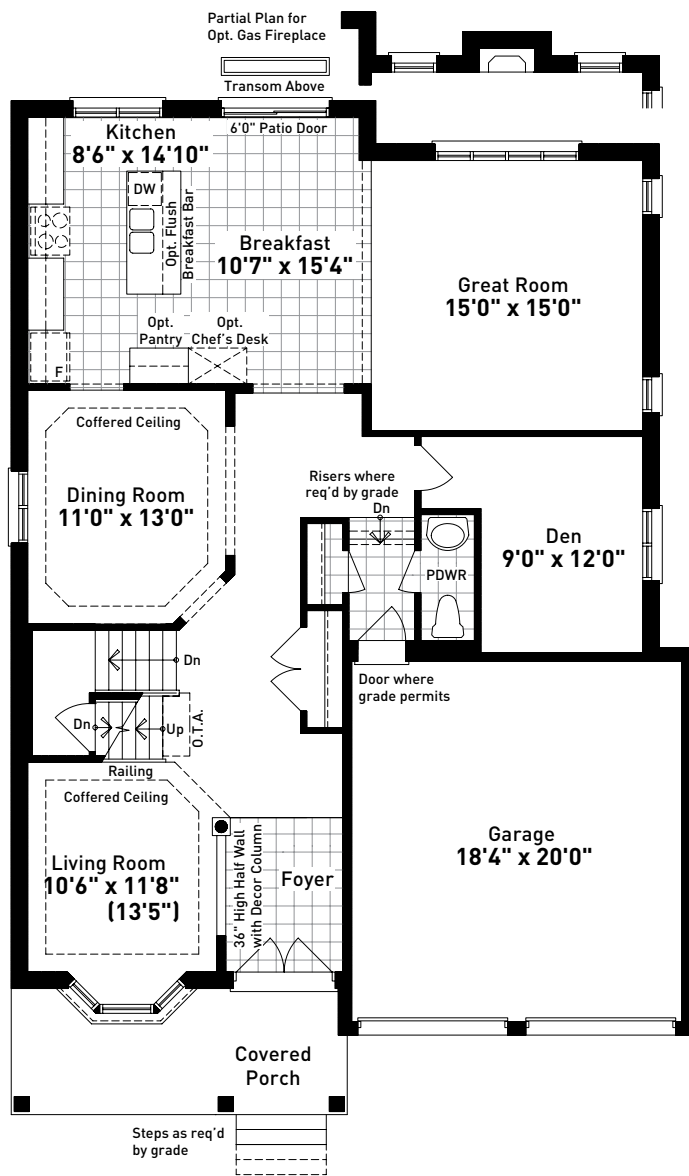 Partial Plan for
Opt. Gas Fireplace
Transom Above
6'0" Patio Door
Kitchen
8'6" x 14'10"
DW
Opt. Flush
Breakfast Bar
Breakfast
10'7" x 15'4"
Great Room
15'0" x 15'0"
Opt.
Pantry
Opt.
Chef's Desk
F
Coffered Ceiling
Dining Room
11'0" x 13'0"
Risers where
req'd by grade
Dn
Den
9'0" x 12'0"
PDWR
Dn
Door where
grade permits
Dn
Up
O.T.A.
Railing
Coffered Ceiling
Living Room
10'6" x 11'8"
(13'5")
36" High Half Wall
with Decor Column
Foyer
Garage
18'4" x 20'0"
Covered
Porch
Steps as req'd
by grade